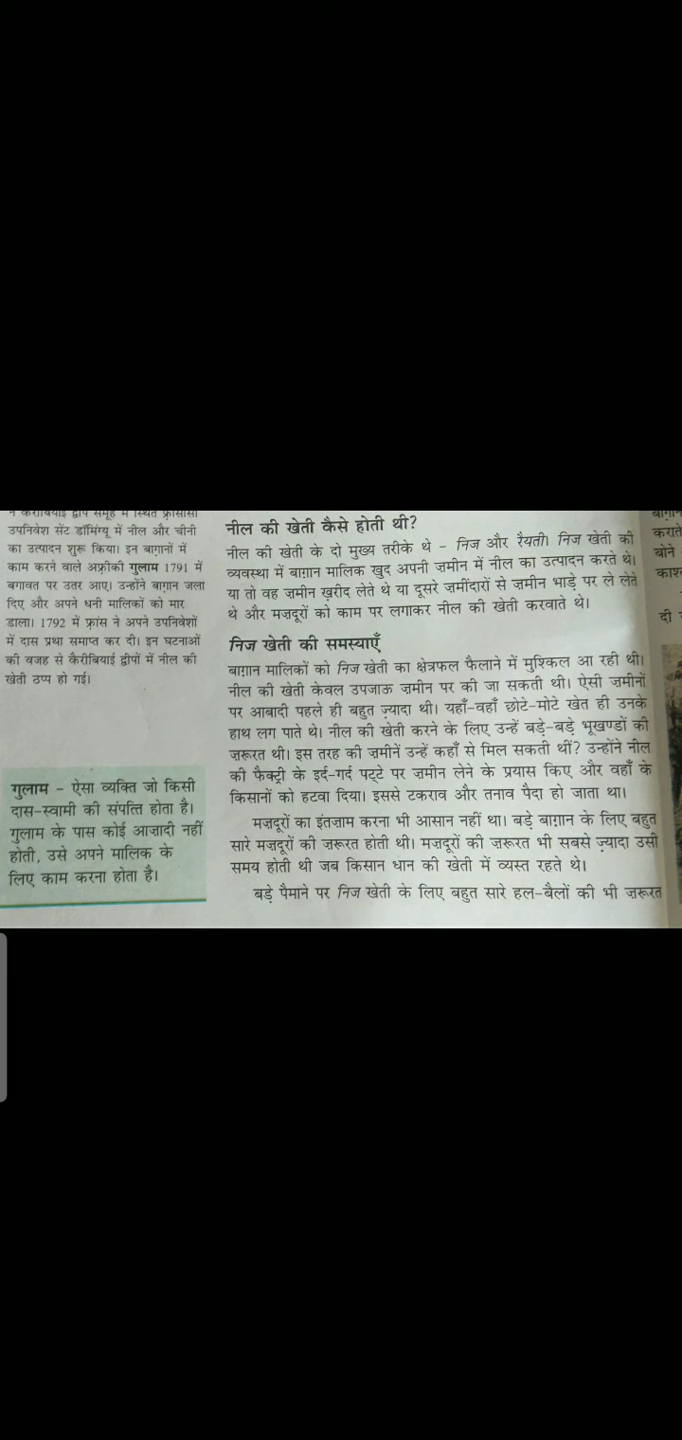 न कैरीबियाई द्वीप समूह में स्थित फ़्रांसीसी
उपनिवेश सेंट डॉमिंग्यू में नील और चीनी
का उत्पादन शुरू किया। इन बाग़ानों में
काम करने वाले अफ़्रीकी गुलाम 1791 में
बगावत पर उतर आए। उन्होंने बाग़ान जला
दिए और अपने धनी मालिकों को मार
डाला। 1792 में फ़्रांस ने अपने उपनिवेशों
में दास प्रथा समाप्त कर दी। इन घटनाओं
की वजह से कैरीबियाई द्वीपों में नील की
खेती ठप्प हो गई।
गुलाम – ऐसा व्यक्ति जो किसी
दास-स्वामी की संपत्ति होता है।
गुलाम के पास कोई आज़ादी नहीं
होती, उसे अपने मालिक के
लिए काम करना होता है।
नील की खेती कैसे होती थी?
नील की खेती के दो मुख्य तरीके थे – निज और रैयती। निज खेती की
व्यवस्था में बाग़ान मालिक खुद अपनी ज़मीन में नील का उत्पादन करते थे।
या तो वह ज़मीन ख़रीद लेते थे या दूसरे ज़मींदारों से ज़मीन भाड़े पर ले लेते
थे और मज़दूरों को काम पर लगाकर नील की खेती करवाते थे।
निज खेती की समस्याएँ
बाग़ान मालिकों को निज खेती का क्षेत्रफल फैलाने में मुश्किल आ रही थी।
नील की खेती केवल उपजाऊ ज़मीन पर की जा सकती थी। ऐसी ज़मीनों
पर आबादी पहले ही बहुत ज़्यादा थी। यहाँ-वहाँ छोटे-मोटे खेत ही उनके
हाथ लग पाते थे। नील की खेती करने के लिए उन्हें बड़े-बड़े भूखण्डों की
ज़रूरत थी। इस तरह की ज़मीनें उन्हें कहाँ से मिल सकती थीं? उन्होंने नील
की फैक्ट्री के इर्द-गर्द पट्टे पर ज़मीन लेने के प्रयास किए और वहाँ के
किसानों को हटवा दिया। इससे टकराव और तनाव पैदा हो जाता था।
मज़दूरों का इंतज़ाम करना भी आसान नहीं था। बड़े बाग़ान के लिए बहुत
सारे मज़दूरों की ज़रूरत होती थी। मज़दूरों की ज़रूरत भी सबसे ज़्यादा उसी
समय होती थी जब किसान धान की खेती में व्यस्त रहते थे।
बड़े पैमाने पर निज खेती के लिए बहुत सारे हल-बैलों की भी ज़रूरत
कराते
बोने
दी